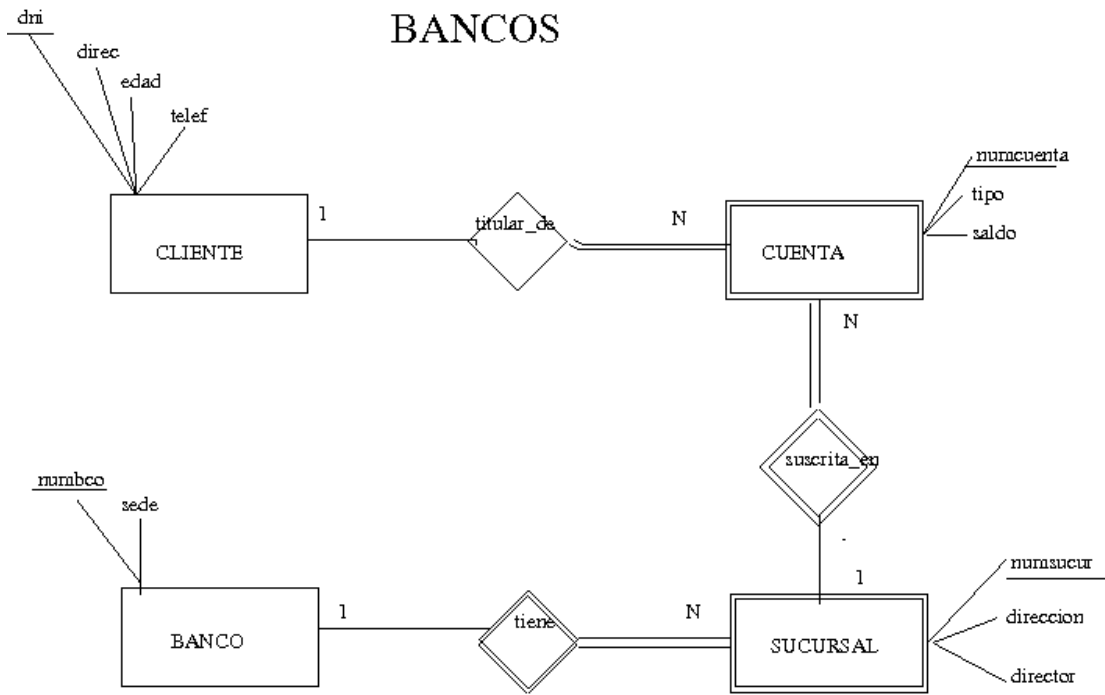 BANCOS
dni
direc
edad
telef
numcuenta
tipo
saldo
1
titular_de
N
CLIENTE
CUENTA
N
suscrita_en
numbco
sede
1
numsucur
direccion
director
1
tiene
N
BANCO
SUCURSAL